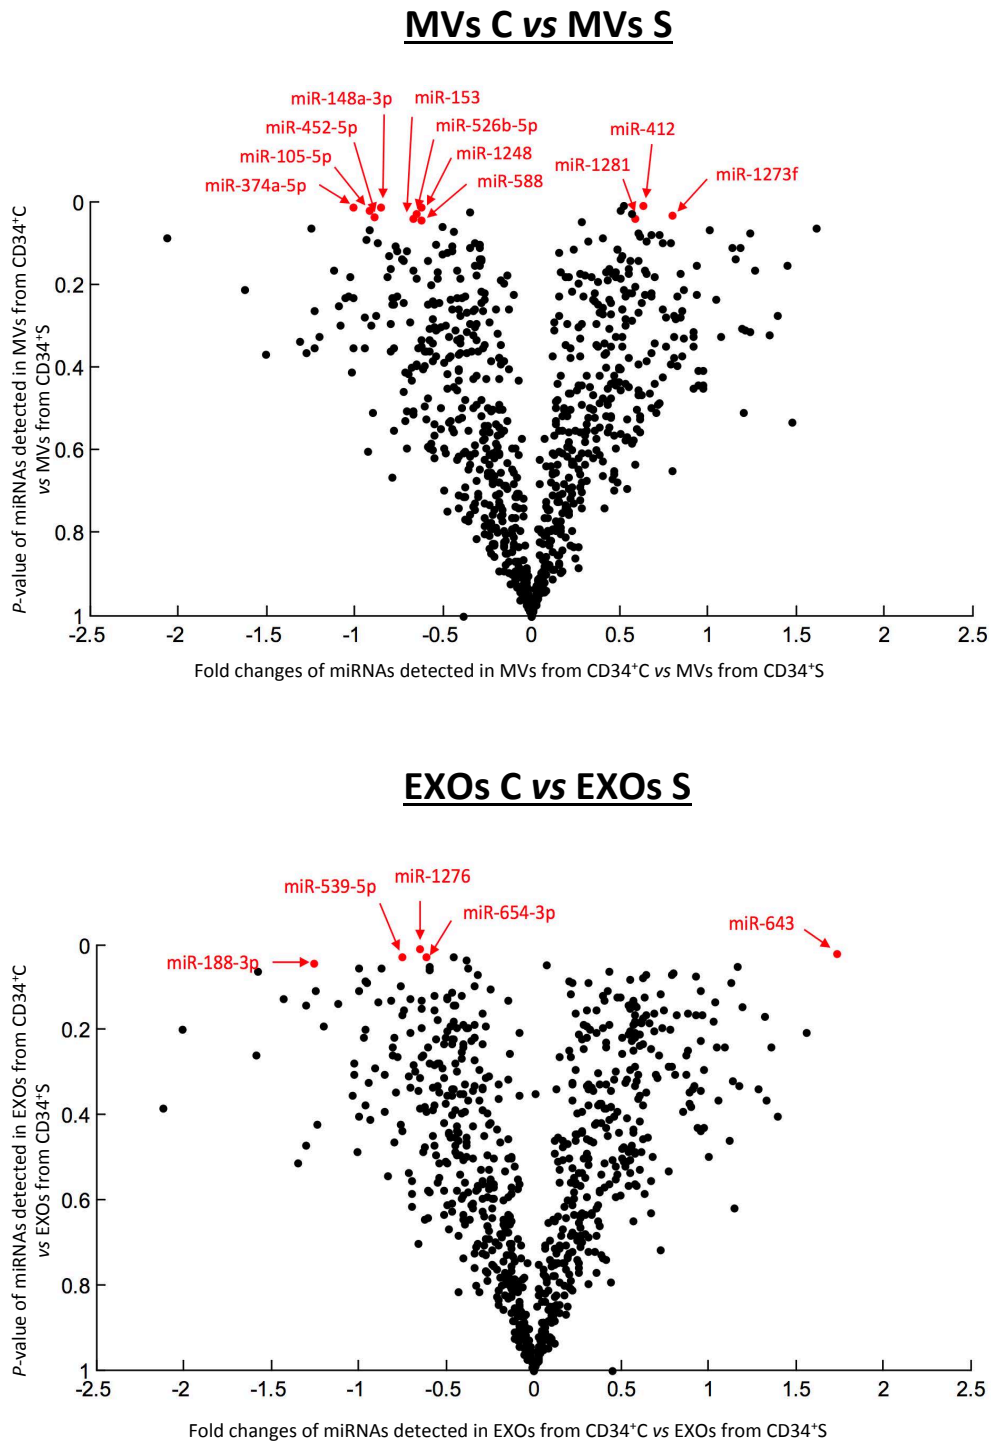 MVs C vs MVs S
miR-148a-3p
miR-153
miR-452-5p
miR-526b-5p
miR-412
miR-105-5p
miR-1248
miR-1281
miR-374a-5p
miR-588
miR-1273f
0
0.2
0.4
0.6
0.8
1
P-value of miRNAs detected in MVs from CD34⁺C
vs MVs from CD34⁺S
-2.5 -2 -1.5 -1 -0.5 0 0.5 1 1.5 2 2.5
Fold changes of miRNAs detected in MVs from CD34⁺C vs MVs from CD34⁺S
EXOs C vs EXOs S
miR-539-5p
miR-1276
miR-654-3p
miR-643
miR-188-3p
0
0.2
0.4
0.6
0.8
1
P-value of miRNAs detected in EXOs from CD34⁺C
vs EXOs from CD34⁺S
-2.5 -2 -1.5 -1 -0.5 0 0.5 1 1.5 2 2.5
Fold changes of miRNAs detected in EXOs from CD34⁺C vs EXOs from CD34⁺S